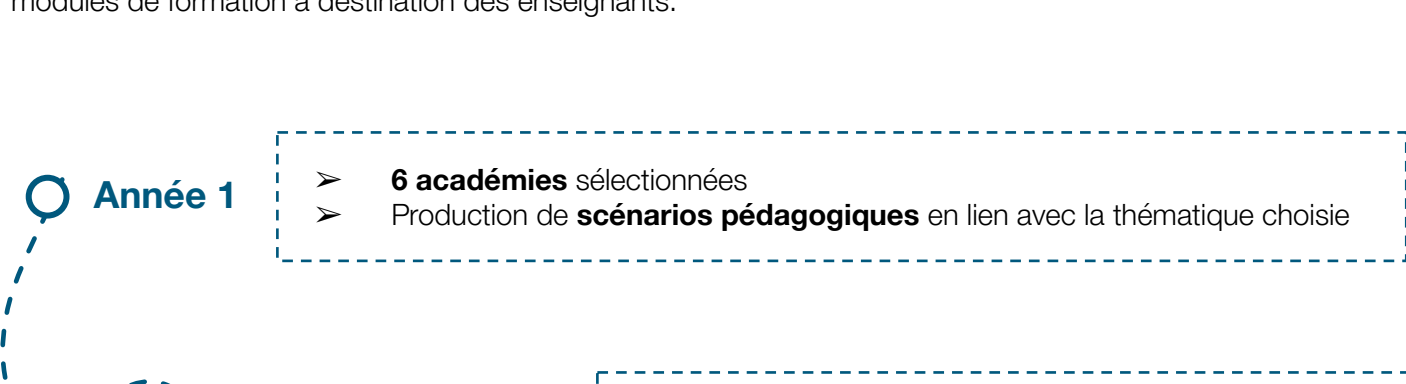 modules de formation à destination des enseignants.
Année 1
➢ 6 académies sélectionnées
➢ Production de scénarios pédagogiques en lien avec la thématique choisie